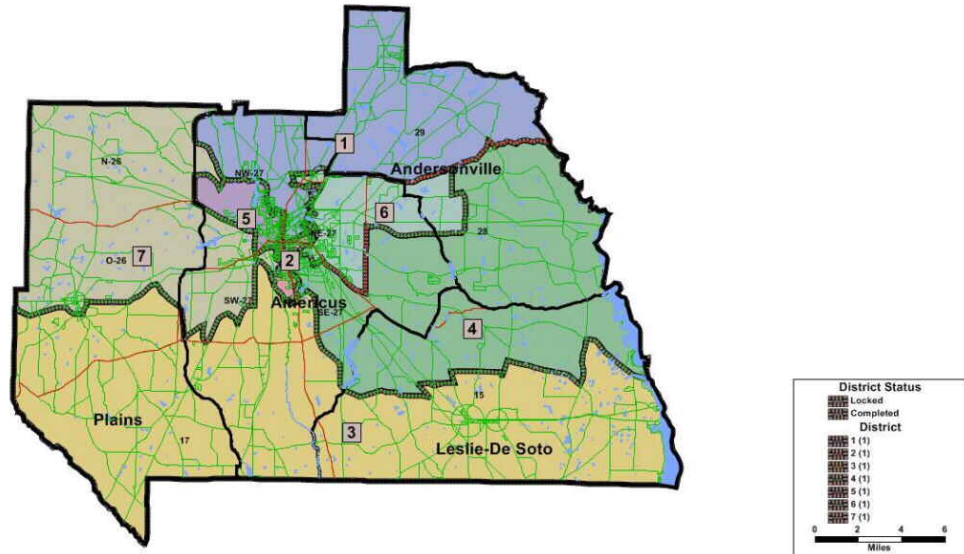 N-26
1
29
Andersonville
NW-27
6
5
28
7
O-26
2
SW-27
Americus
SE-27
4
Plains
17
3
15
Leslie-De Soto
District Status
Locked
Completed
District
1 (1)
2 (1)
3 (1)
4 (1)
5 (1)
6 (1)
7 (1)
0 2 4 6
Miles